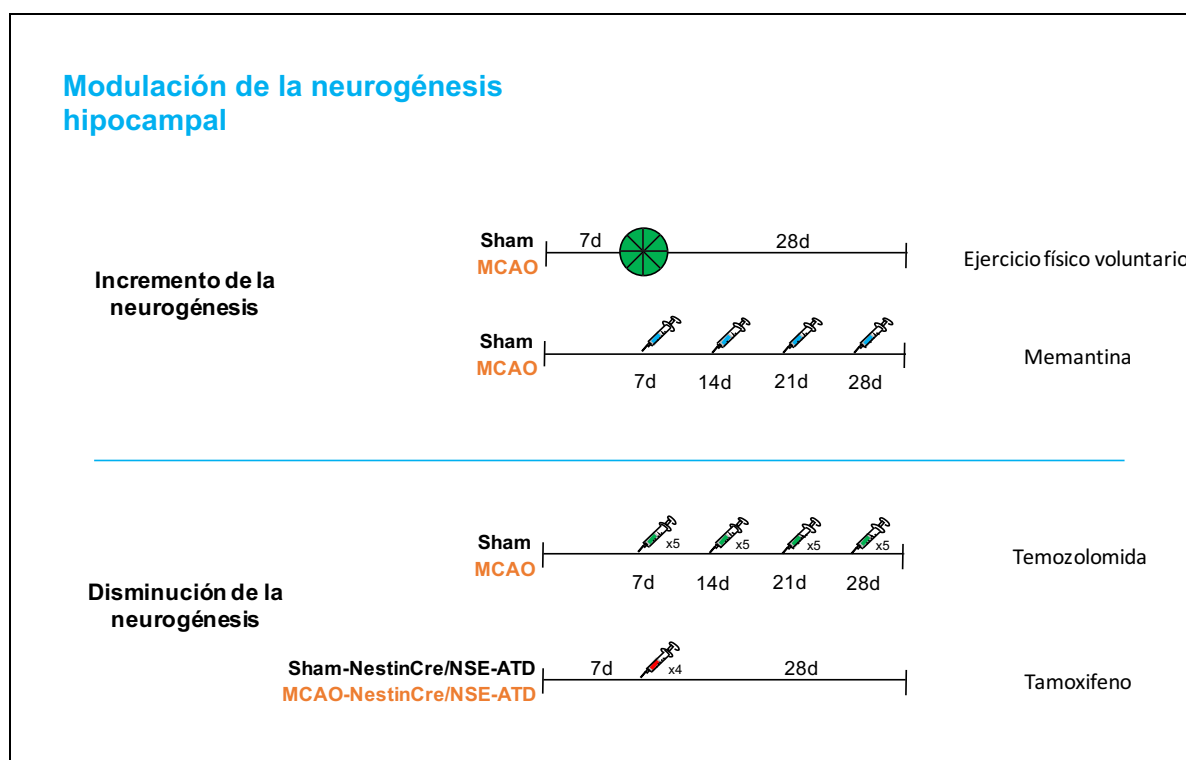 Modulación de la neurogénesis
hipocampal
Incremento de la
neurogénesis
Sham
MCAO
7d
28d
Ejercicio físico voluntario
Sham
MCAO
7d
14d
21d
28d
Memantina
Disminución de la
neurogénesis
Sham
MCAO
x5
x5
x5
x5
7d
14d
21d
28d
Temozolomida
Sham-NestinCre/NSE-ATD
MCAO-NestinCre/NSE-ATD
7d
x4
28d
Tamoxifeno